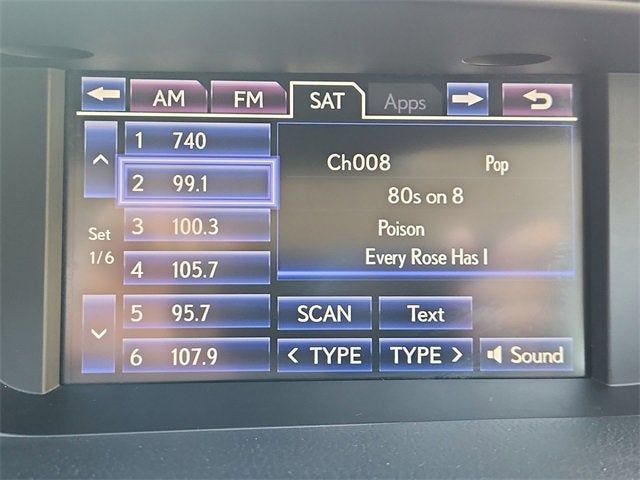 AM FM SAT Apps
1 740
2 99.1
3 100.3
4 105.7
5 95.7
6 107.9
Set
1/6
Ch008 Pop
80s on 8
Poison
Every Rose Has I
SCAN Text
< TYPE TYPE > Sound